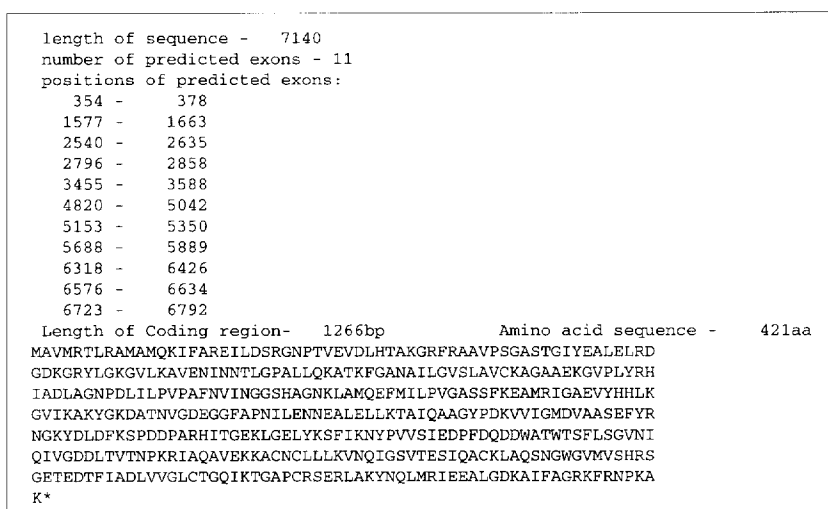 length of sequence - 7140
number of predicted exons - 11
positions of predicted exons:
354 - 378
1577 - 1663
2540 - 2635
2796 - 2858
3455 - 3588
4820 - 5042
5153 - 5350
5688 - 5889
6318 - 6426
6576 - 6634
6723 - 6792
Length of Coding region- 1266bp Amino acid sequence - 421aa
MAVMRTLRAMAMQKIFAREILDSRGNPTVEVDLHTAKGRFRAAVPSGASTGIYEALELRD
GDKGRYLGKGVLKAVENINNTLGPALLQKATKFGANAILGVSLAVCKAGAAEKGVPLYRH
IADLAGNPDLILPVPAFNVINGGSHAGNKLAMQEFMILPVGASSFKEAMRIGAEVYHHLK
GVIKAKYGKDATNVGDEGGFAPNILENNEALELLKTAIQAAGYPDKVVIGMDVAASEFYR
NGKYDLDFKSPDDPARHITGEKLGELYKSFIKNYPVVSIEDPFDQDDWATWTSFLSGVNI
QIVGDDLTVTNPKRIAQAVEKKACNCLLLKVNQIGSVTESIQACKLAQSNGWGVMVSHRS
GETEDTFIADLVVGLCTGQIKTGAPCRSERLAKYNQLMRIEEALGDKAIFAGRKFRNPKA
K*